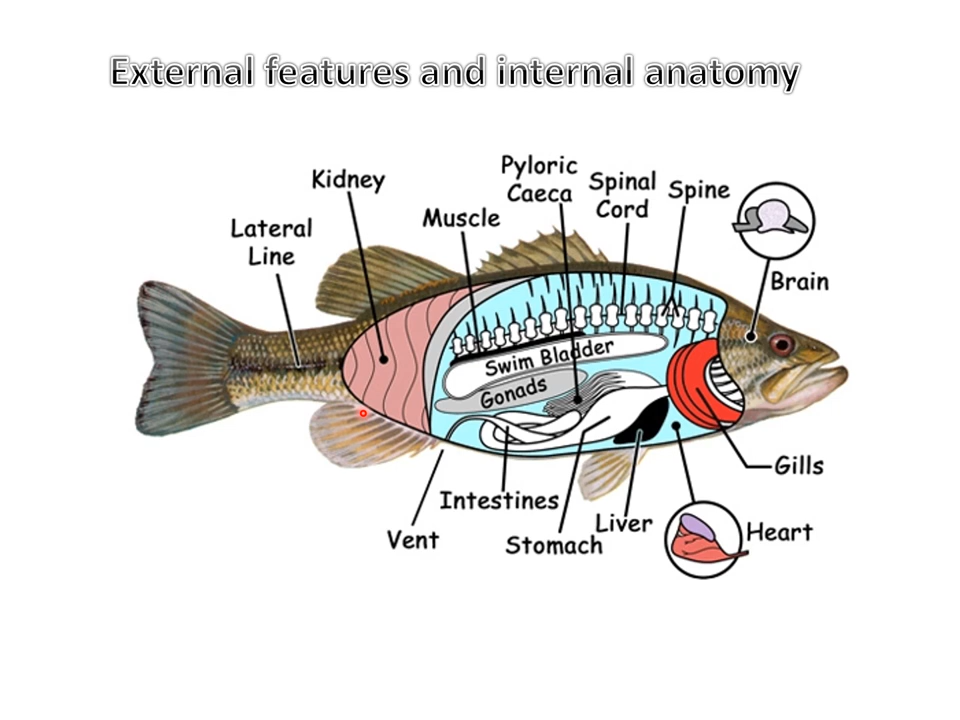 External features and internal anatomy
Pyloric
Caeca
Kidney
Spinal
Cord
Spine
Muscle
Lateral
Line
Brain
Swim Bladder
Gonads
Gills
Intestines
Vent
Stomach
Liver
Heart